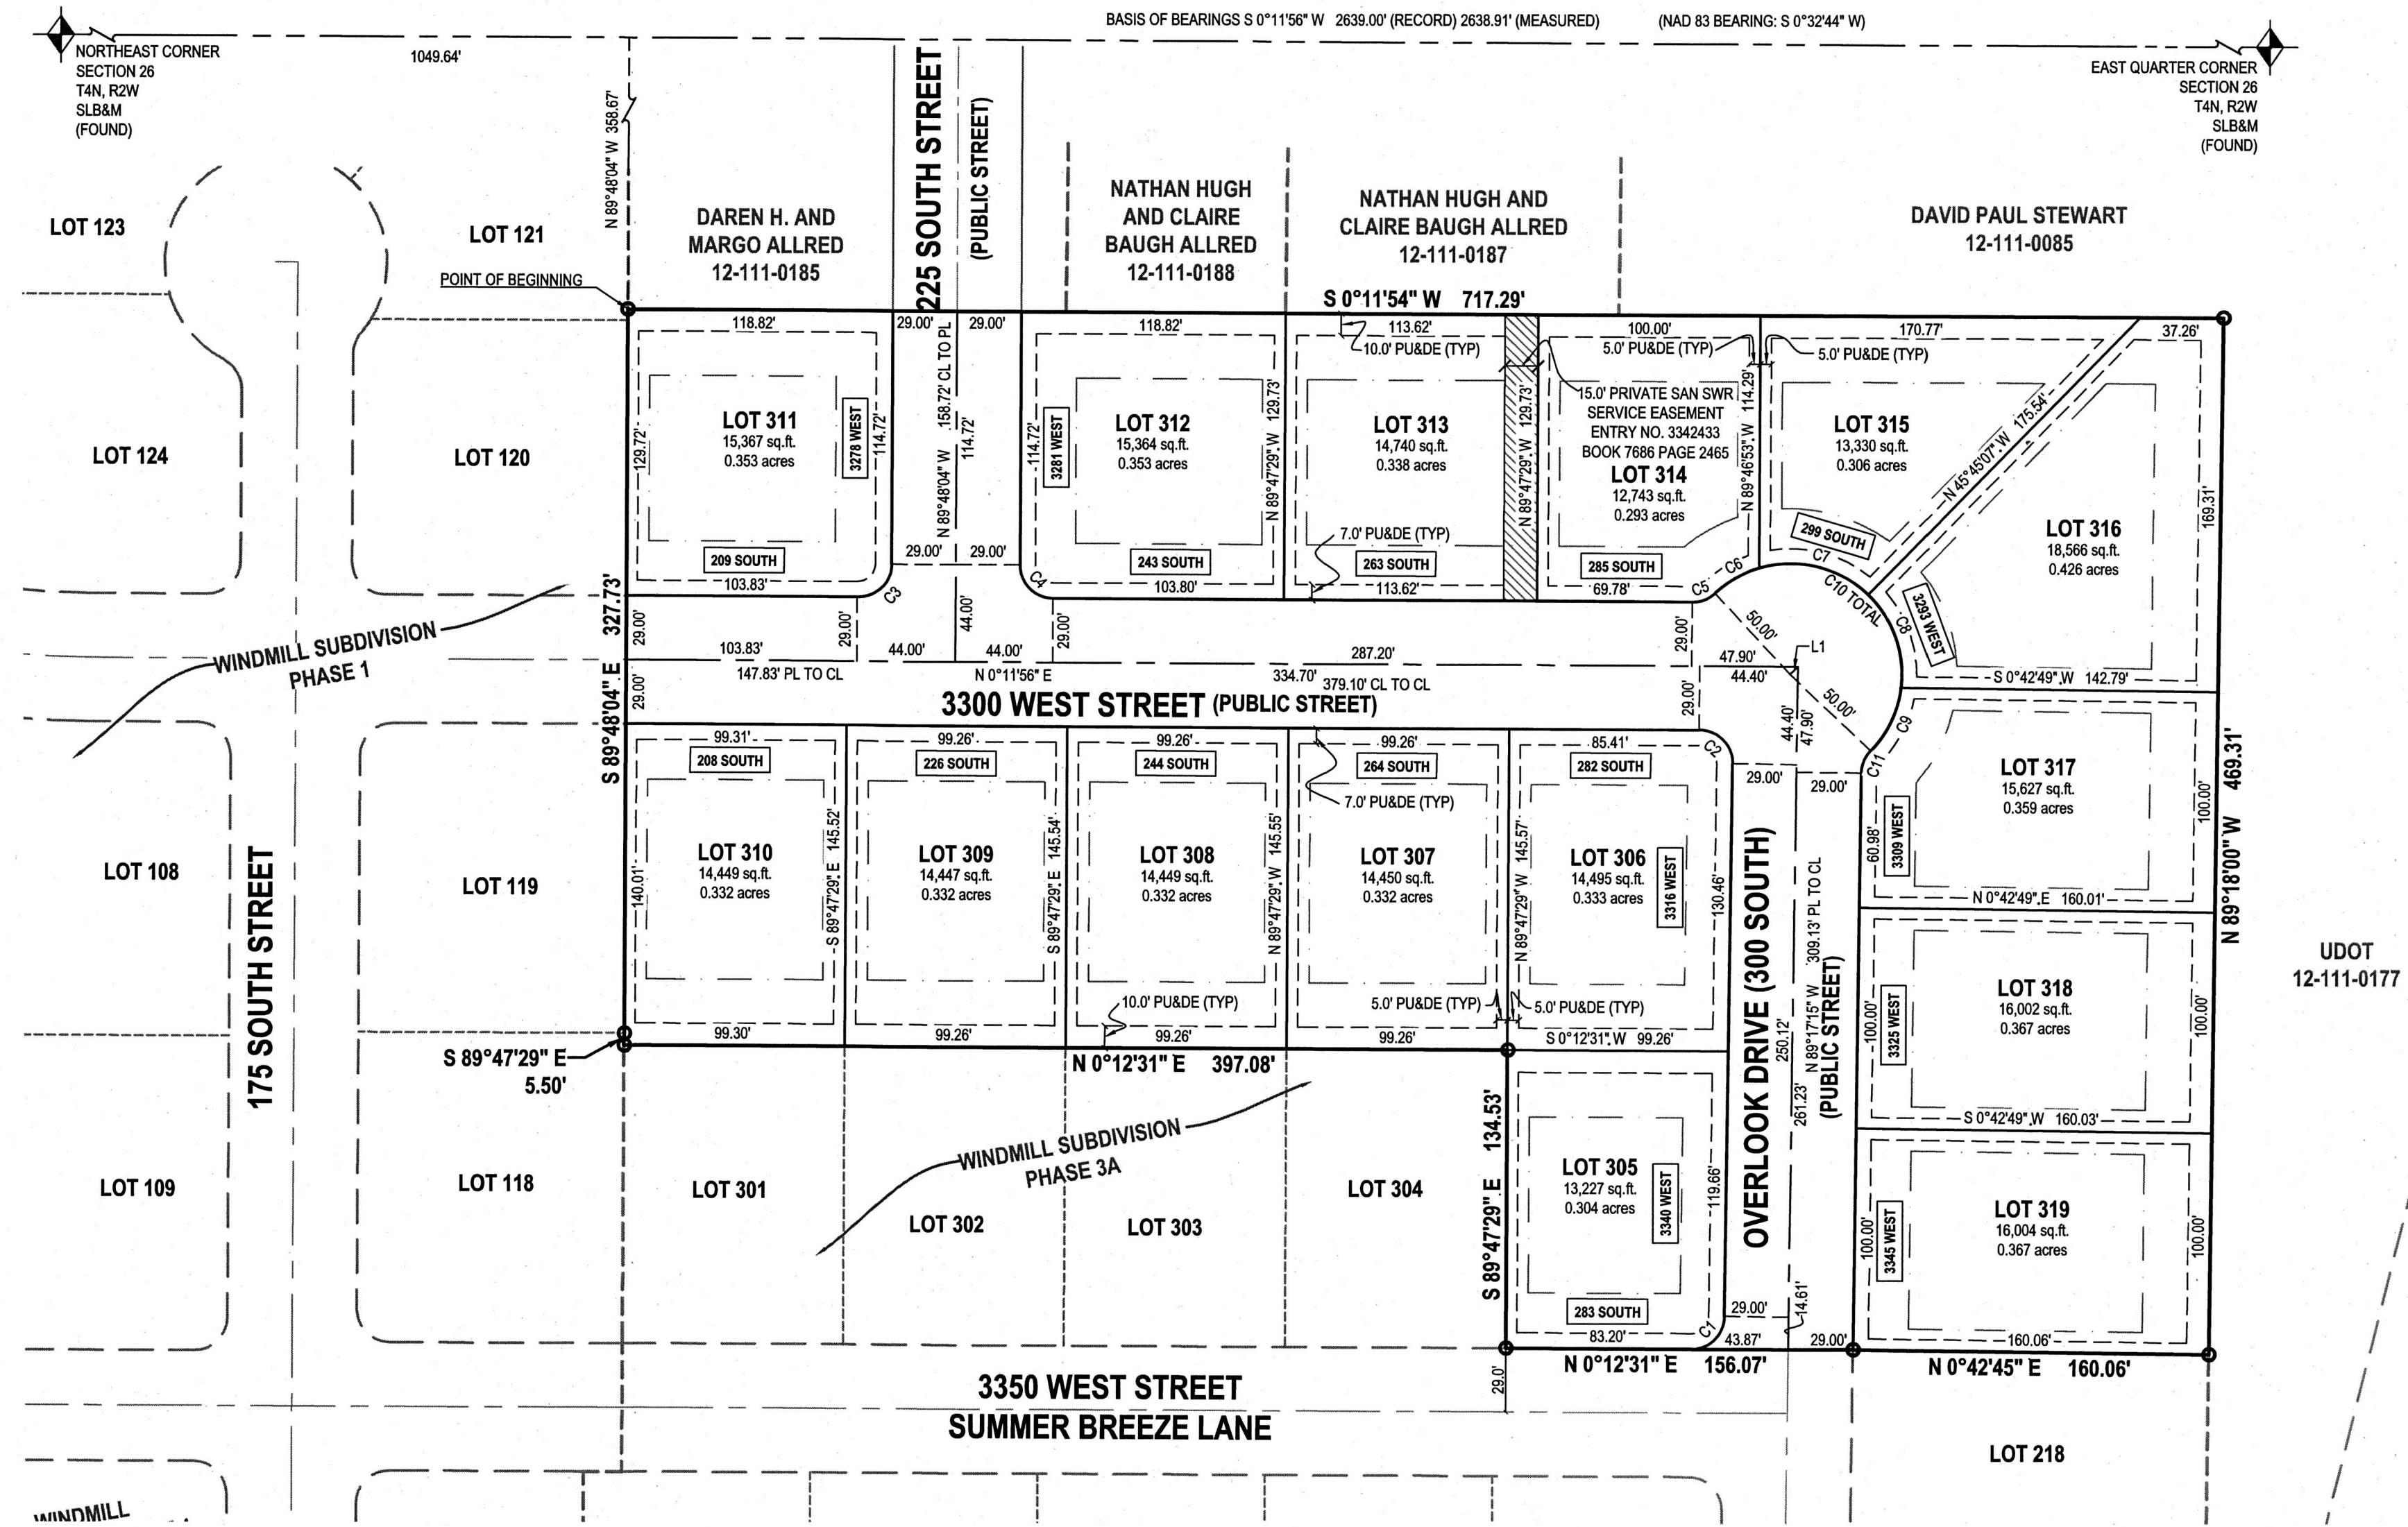 BASIS OF BEARINGS S 0°11'56" W 2639.00' (RECORD) 2638.91' (MEASURED) (NAD 83 BEARING: S 0°32'44" W)
NORTHEAST CORNER
SECTION 26
T4N, R2W
SLB&M
(FOUND)
1049.64'
EAST QUARTER CORNER
SECTION 26
T4N, R2W
SLB&M
(FOUND)
N 89°48'04" W 358.67'
225 SOUTH STREET
(PUBLIC STREET)
LOT 123
LOT 121
POINT OF BEGINNING
DAREN H. AND
MARGO ALLRED
12-111-0185
NATHAN HUGH
AND CLAIRE
BAUGH ALLRED
12-111-0188
NATHAN HUGH AND
CLAIRE BAUGH ALLRED
12-111-0187
DAVID PAUL STEWART
12-111-0085
S 0°11'54" W 717.29'
118.82'
29.00'
29.00'
118.82'
113.62'
100.00'
170.77'
37.26'
10.0' PU&DE (TYP)
5.0' PU&DE (TYP)
5.0' PU&DE (TYP)
LOT 124
LOT 120
129.72'
LOT 311
15,367 sq.ft.
0.353 acres
3278 WEST
114.72'
209 SOUTH
103.83'
C3
N 89°48'04" W 158.72' CL TO PL
114.72'
29.00'
29.00'
114.72'
3281 WEST
LOT 312
15,364 sq.ft.
0.353 acres
243 SOUTH
103.80'
C4
N 89°47'29" W 129.73'
LOT 313
14,740 sq.ft.
0.338 acres
7.0' PU&DE (TYP)
263 SOUTH
113.62'
N 89°47'29" W 129.73'
15.0' PRIVATE SAN SWR
SERVICE EASEMENT
ENTRY NO. 3342433
BOOK 7686 PAGE 2465
LOT 314
12,743 sq.ft.
0.293 acres
285 SOUTH
69.78'
C5
C6
N 89°46'53" W 114.29'
LOT 315
13,330 sq.ft.
0.306 acres
299 SOUTH
C7
N 45°45'07" W 175.54'
LOT 316
18,566 sq.ft.
0.426 acres
169.31'
3293 WEST
C8
C10 TOTAL
S 0°42'49" W 142.79'
WINDMILL SUBDIVISION
PHASE 1
S 89°48'04" E 327.73'
29.00'
29.00'
29.00'
44.00'
29.00'
29.00'
29.00'
103.83'
44.00'
44.00'
287.20'
147.83' PL TO CL
N 0°11'56" E
334.70'
379.10' CL TO CL
3300 WEST STREET (PUBLIC STREET)
50.00'
50.00'
47.90'
44.40'
L1
44.40'
47.90'
C9
C11
C2
29.00'
29.00'
LOT 108
LOT 119
175 SOUTH STREET
99.31'
208 SOUTH
LOT 310
14,449 sq.ft.
0.332 acres
140.01'
S 89°47'29" E 145.52'
99.30'
99.26'
226 SOUTH
LOT 309
14,447 sq.ft.
0.332 acres
S 89°47'29" E 145.54'
99.26'
99.26'
244 SOUTH
LOT 308
14,449 sq.ft.
0.332 acres
N 89°47'29" W 145.55'
10.0' PU&DE (TYP)
99.26'
99.26'
264 SOUTH
7.0' PU&DE (TYP)
LOT 307
14,450 sq.ft.
0.332 acres
5.0' PU&DE (TYP)
99.26'
N 89°47'29" W 145.57'
85.41'
282 SOUTH
LOT 306
14,495 sq.ft.
0.333 acres
3316 WEST
130.46'
5.0' PU&DE (TYP)
S 0°12'31" W 99.26'
OVERLOOK DRIVE (300 SOUTH)
(PUBLIC STREET)
250.12'
261.23'
N 89°17'15" W 309.13' PL TO CL
60.98'
3309 WEST
LOT 317
15,627 sq.ft.
0.359 acres
100.00'
N 0°42'49" E 160.01'
N 89°18'00" W 469.31'
UDOT
12-111-0177
100.00'
3325 WEST
LOT 318
16,002 sq.ft.
0.367 acres
100.00'
S 0°42'49" W 160.03'
100.00'
3345 WEST
LOT 319
16,004 sq.ft.
0.367 acres
100.00'
160.06'
S 89°47'29" E
5.50'
N 0°12'31" E 397.08'
WINDMILL SUBDIVISION
PHASE 3A
LOT 109
LOT 118
LOT 301
LOT 302
LOT 303
LOT 304
S 89°47'29" E 134.53'
LOT 305
13,227 sq.ft.
0.304 acres
3340 WEST
119.66'
283 SOUTH
83.20'
C1
29.00'
14.61'
43.87'
29.00'
N 0°12'31" E 156.07'
N 0°42'45" E 160.06'
29.0'
3350 WEST STREET
SUMMER BREEZE LANE
LOT 218
WINDMILL